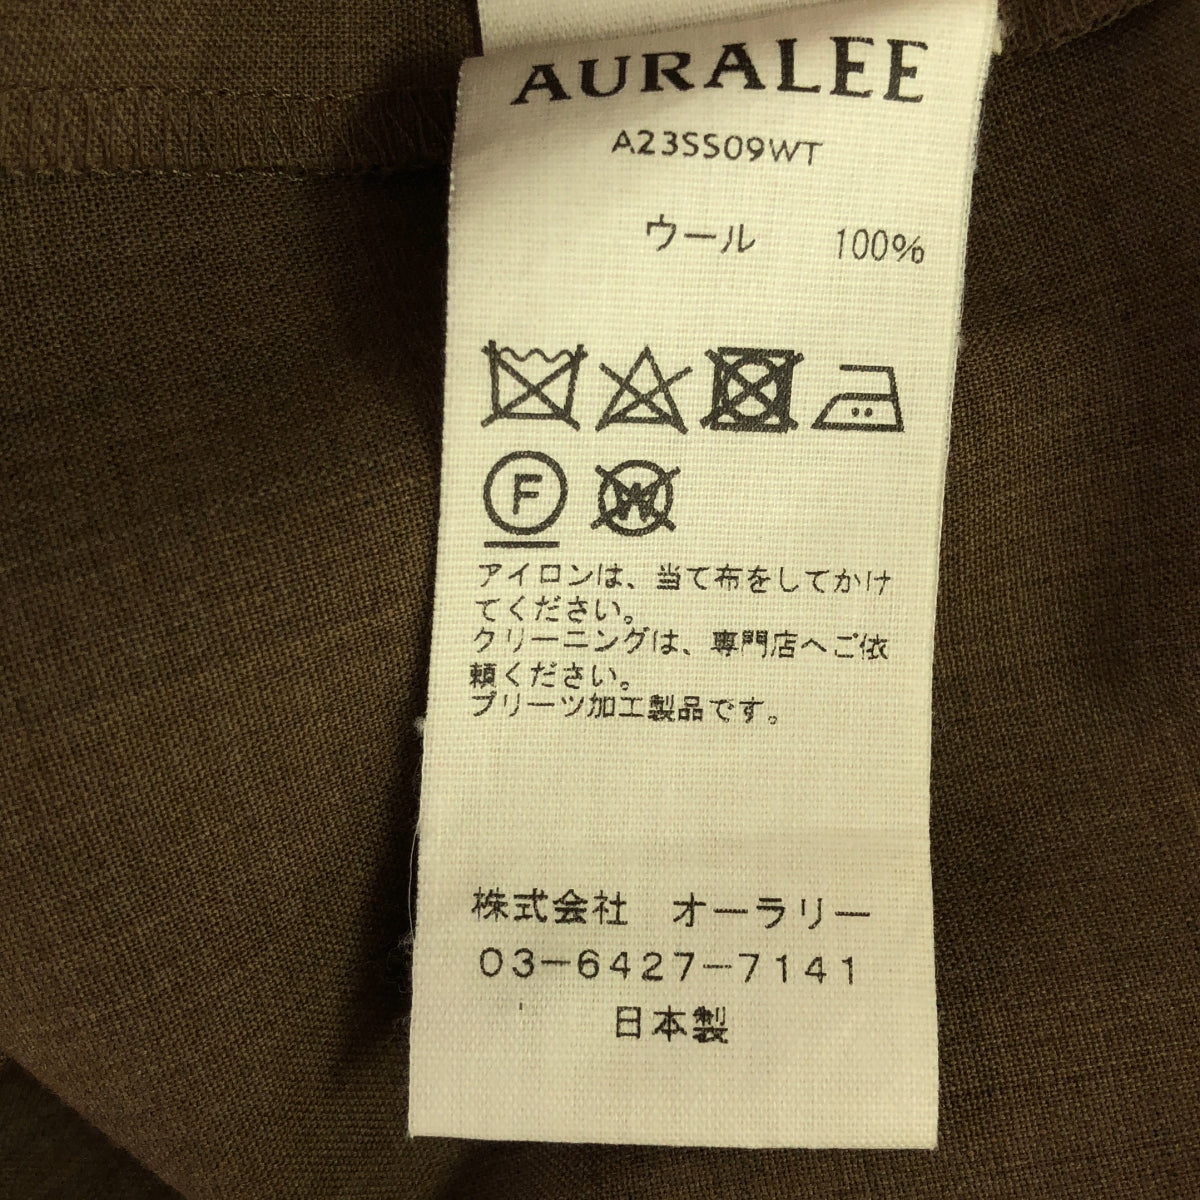 AURALEE
A23SS09WT
ウール 100%
F
W
アイロンは、当て布をしてかけ
てください。
クリーニングは、専門店へご依
頼ください。
プリーツ加工製品です。
株式会社 オーラリー
03-6427-7141
日本製